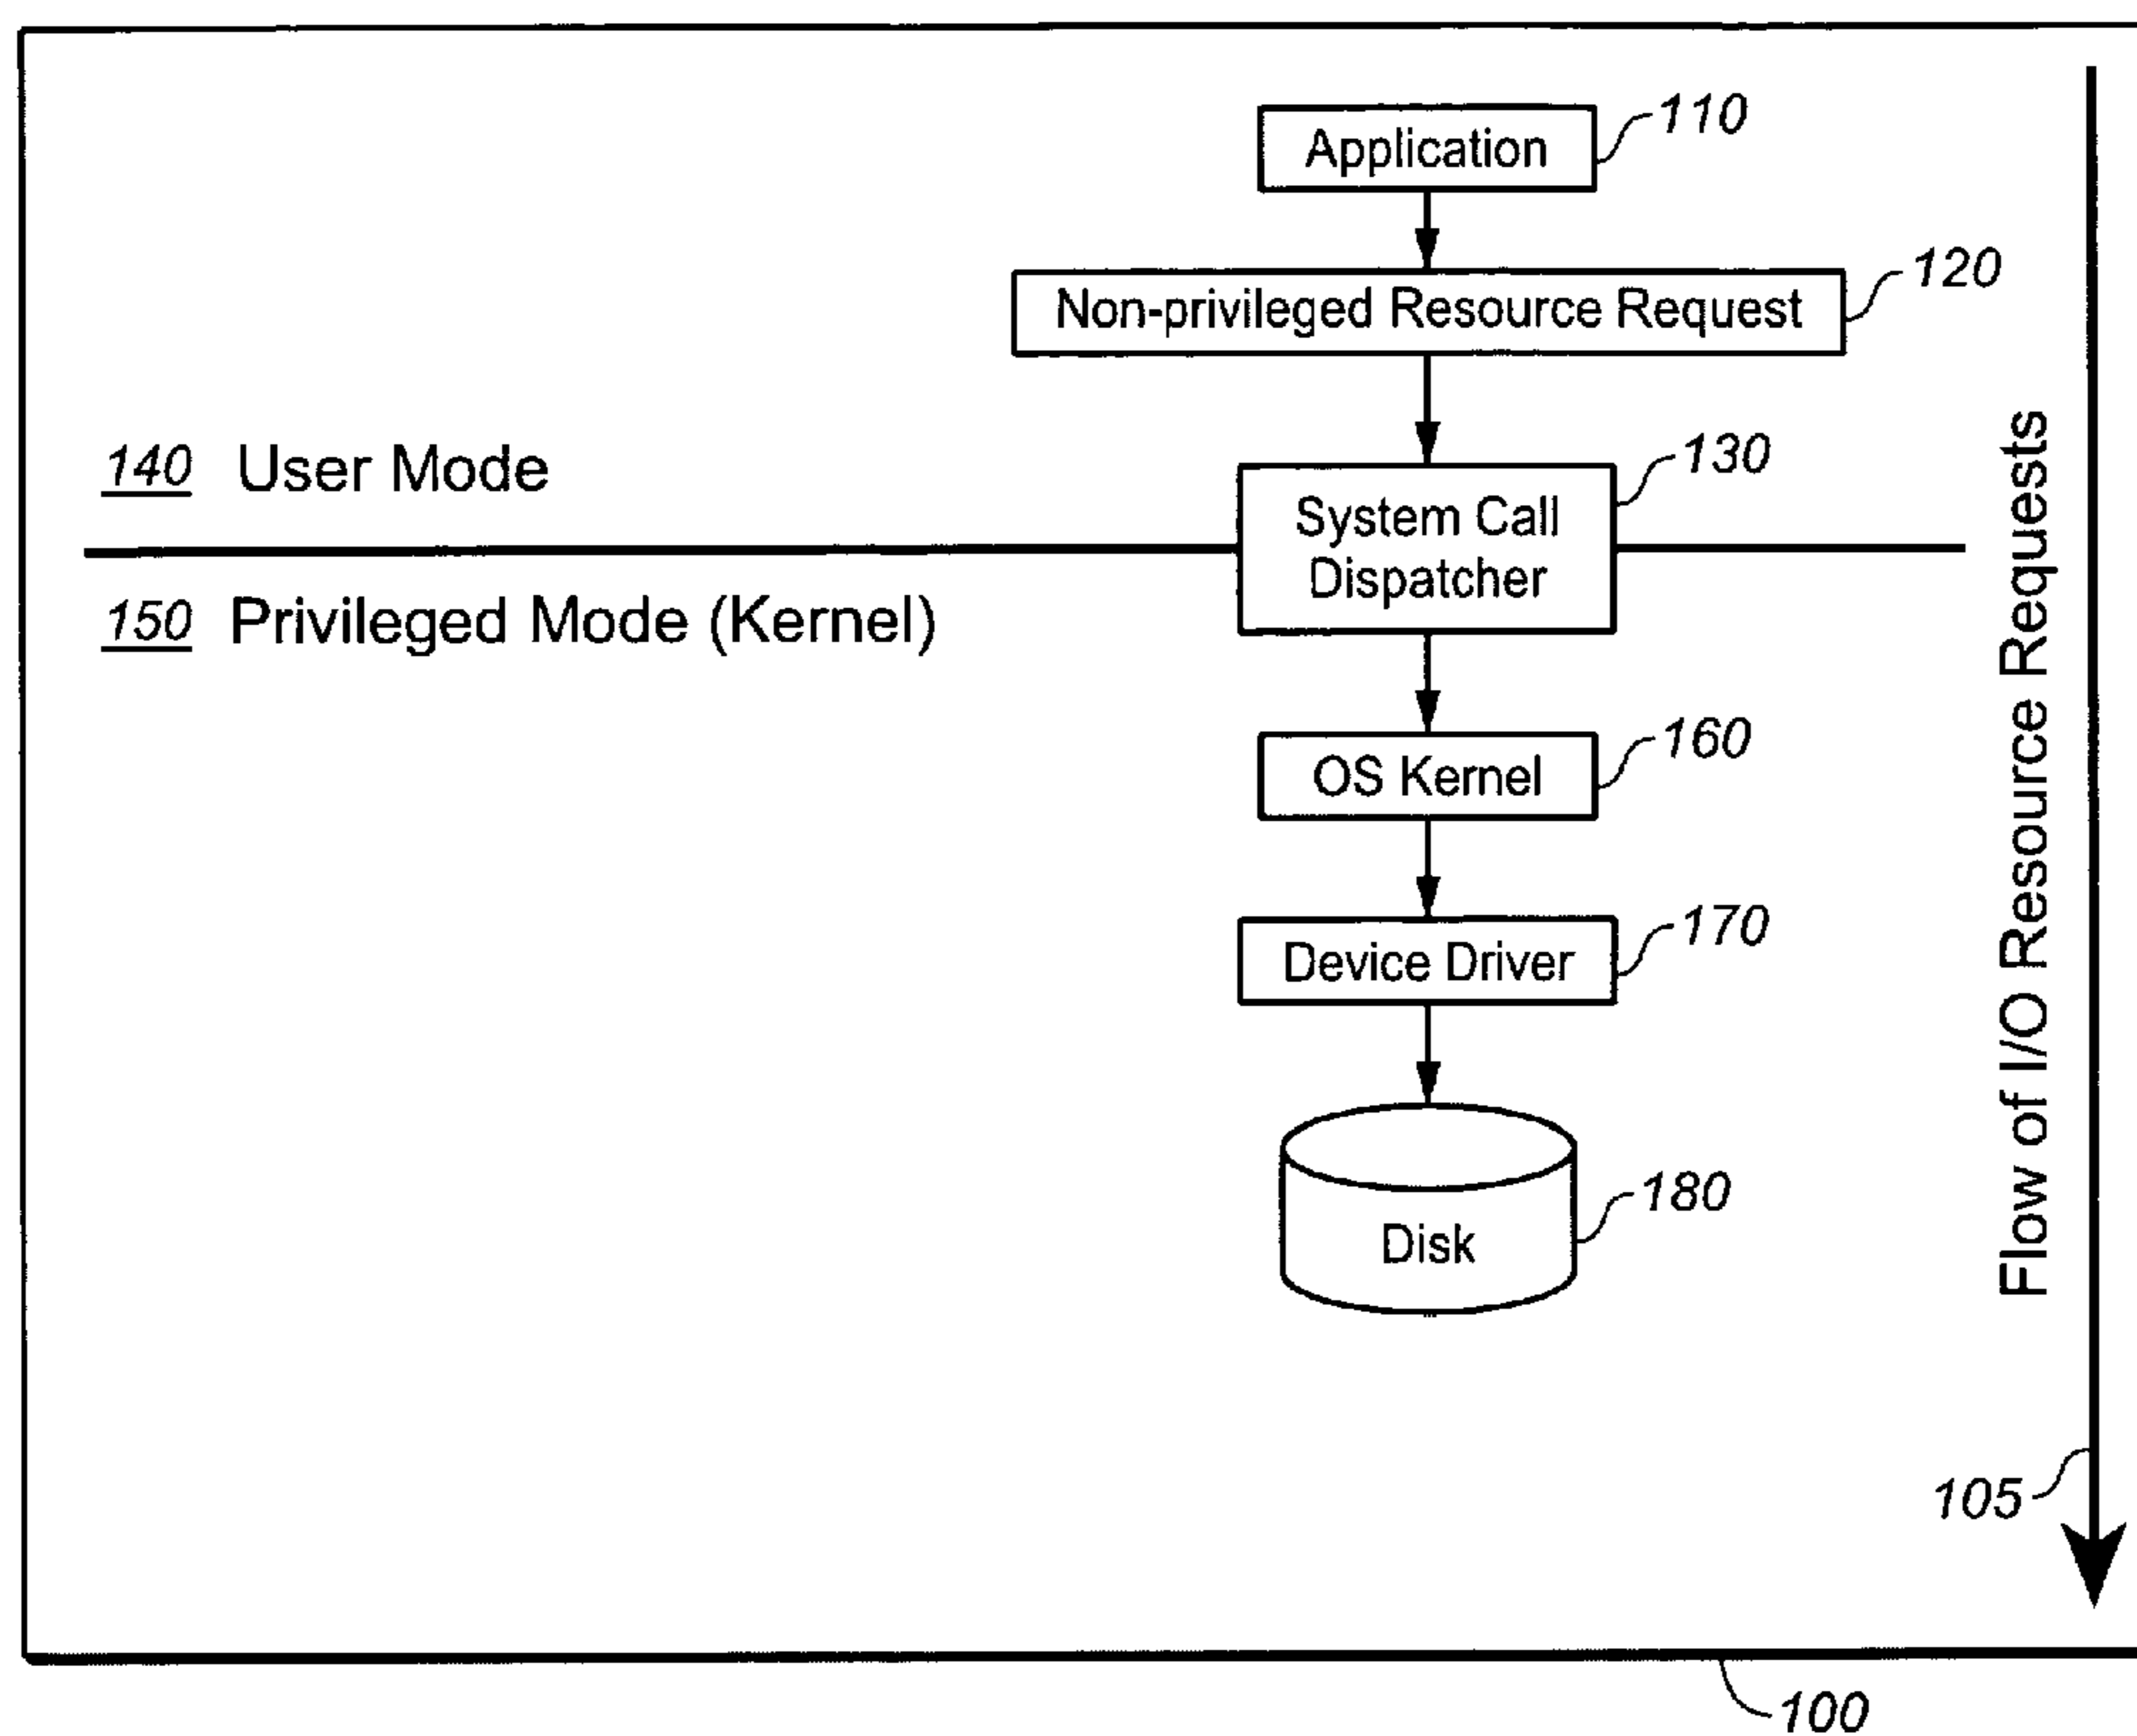 Application
110
Non-privileged Resource Request
120
140 User Mode
System Call
Dispatcher
130
150 Privileged Mode (Kernel)
OS Kernel
160
Device Driver
170
Disk
180
Flow of I/O Resource Requests
105
100